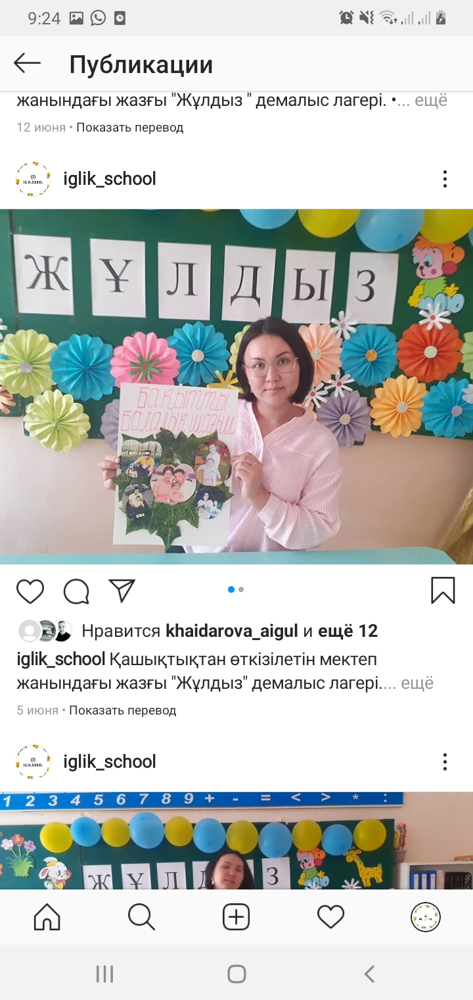 9:24
Публикации
жанындағы жазғы "Жұлдыз " демалыс лагері. •... ещё
12 июня • Показать перевод
iglik_school
ЖҰЛДЫЗ
Бақытты
балалық шағым
Нравится khaidarova_aigul и ещё 12
iglik_school Қашықтықтан өткізілетін мектеп
жанындағы жазғы "Жұлдыз" демалыс лагері.... ещё
5 июня • Показать перевод
iglik_school
1 2 3 4 5 6 7 8 9 + - = < > * :
Ж Ұ Л Д З